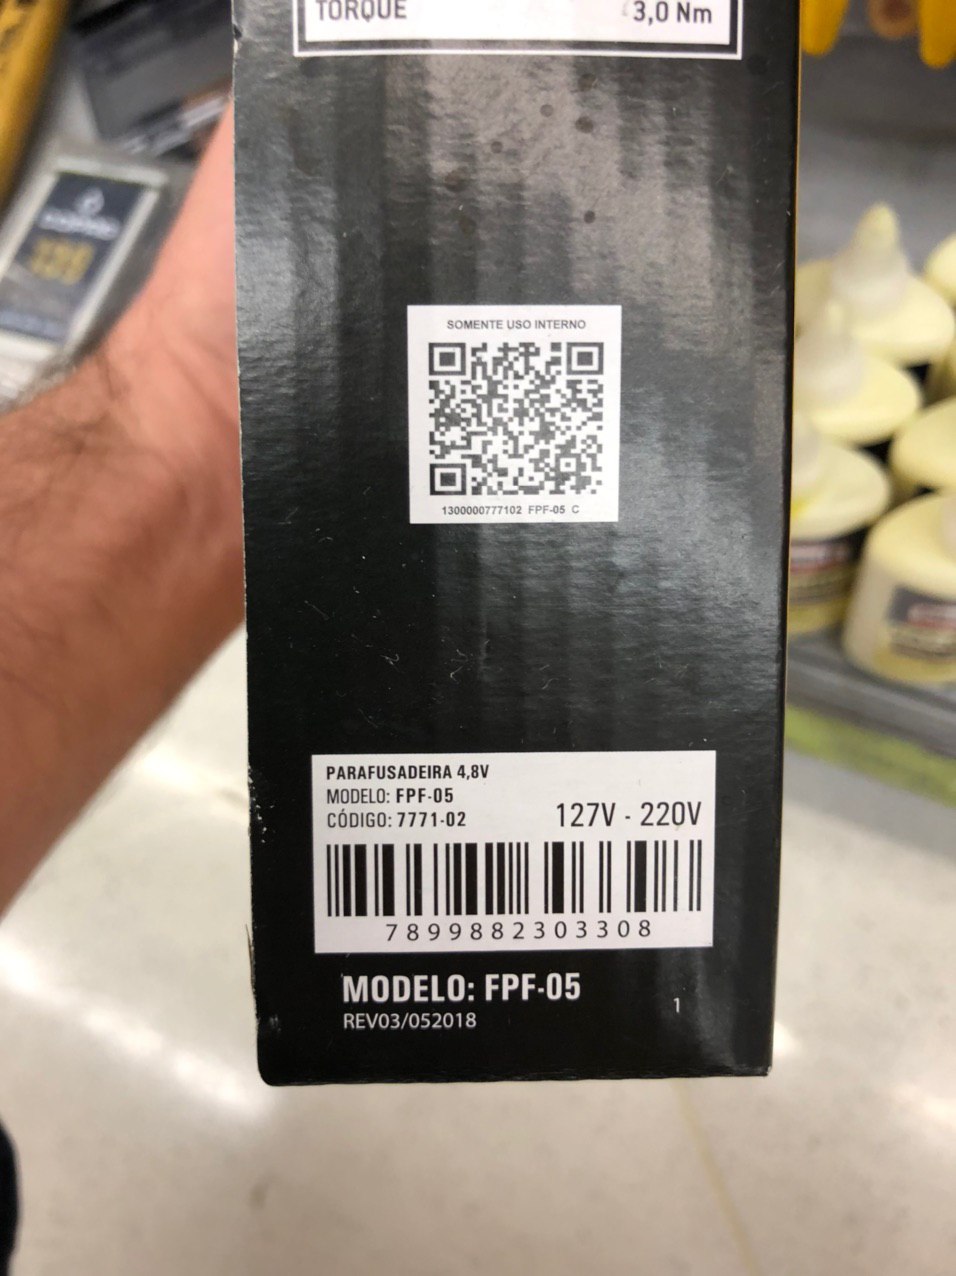 TORQUE 3,0 Nm
SOMENTE USO INTERNO
1300000777102 FPF-05 C
PARAFUSADEIRA 4,8V
MODELO: FPF-05
CÓDIGO: 7771-02
127V - 220V
7899882303308
MODELO: FPF-05
REV03/052018
1